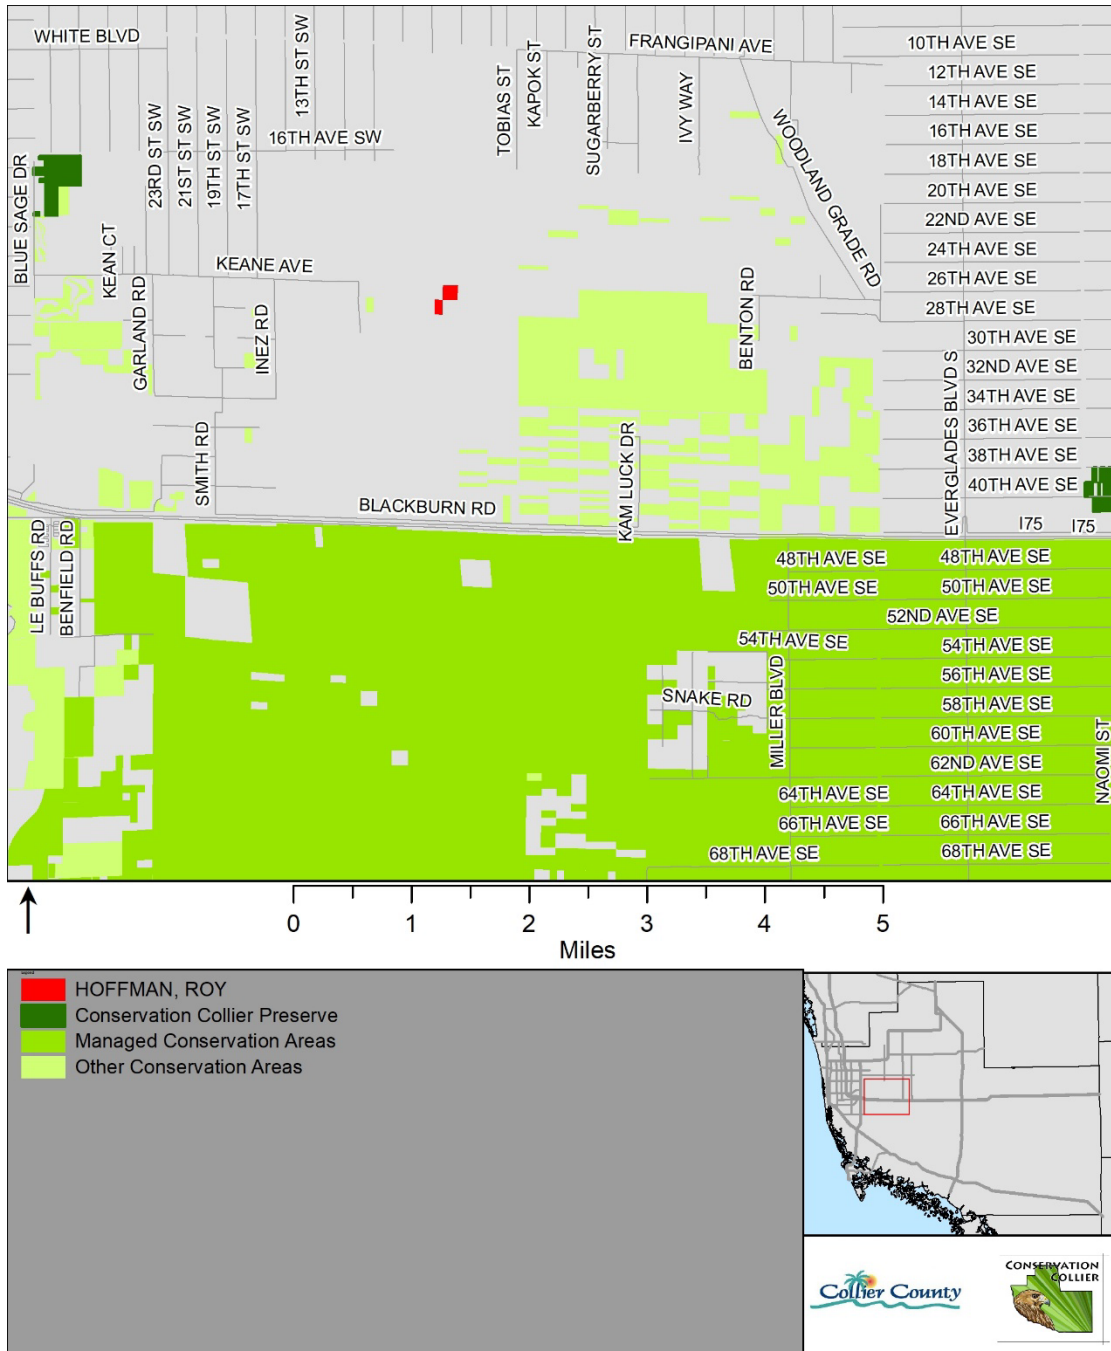 WHITE BLVD
13TH ST SW
TOBIAS ST
KAPOK ST
SUGARBERRY ST
FRANGIPANI AVE
IVY WAY
WOODLAND GRADE RD
10TH AVE SE
12TH AVE SE
14TH AVE SE
16TH AVE SE
18TH AVE SE
20TH AVE SE
22ND AVE SE
24TH AVE SE
26TH AVE SE
28TH AVE SE
30TH AVE SE
32ND AVE SE
34TH AVE SE
36TH AVE SE
38TH AVE SE
40TH AVE SE
16TH AVE SW
23RD ST SW
21ST ST SW
19TH ST SW
17TH ST SW
BLUE SAGE DR
KEAN CT
KEANE AVE
GARLAND RD
INEZ RD
BENTON RD
SMITH RD
KAM LUCK DR
EVERGLADES BLVD S
BLACKBURN RD
I75
I75
LE BUFFS RD
BENFIELD RD
48TH AVE SE
48TH AVE SE
50TH AVE SE
50TH AVE SE
52ND AVE SE
54TH AVE SE
54TH AVE SE
56TH AVE SE
SNAKE RD
MILLER BLVD
58TH AVE SE
60TH AVE SE
62ND AVE SE
NAOMI ST
64TH AVE SE
64TH AVE SE
66TH AVE SE
66TH AVE SE
68TH AVE SE
68TH AVE SE
0 1 2 3 4 5
Miles
HOFFMAN, ROY
Conservation Collier Preserve
Managed Conservation Areas
Other Conservation Areas
Collier County
CONSERVATION
COLLIER